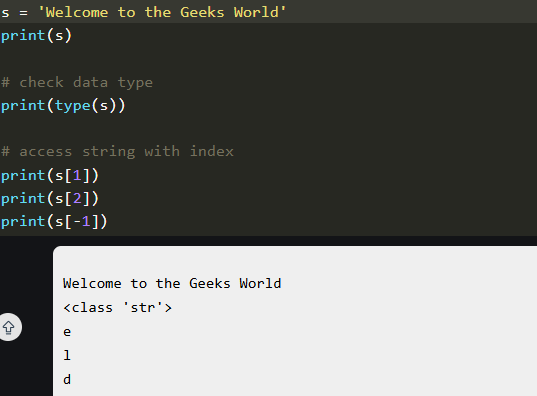 s = 'Welcome to the Geeks World'
print(s)
# check data type
print(type(s))
# access string with index
print(s[1])
print(s[2])
print(s[-1])
Welcome to the Geeks World
<class 'str'>
e
l
d